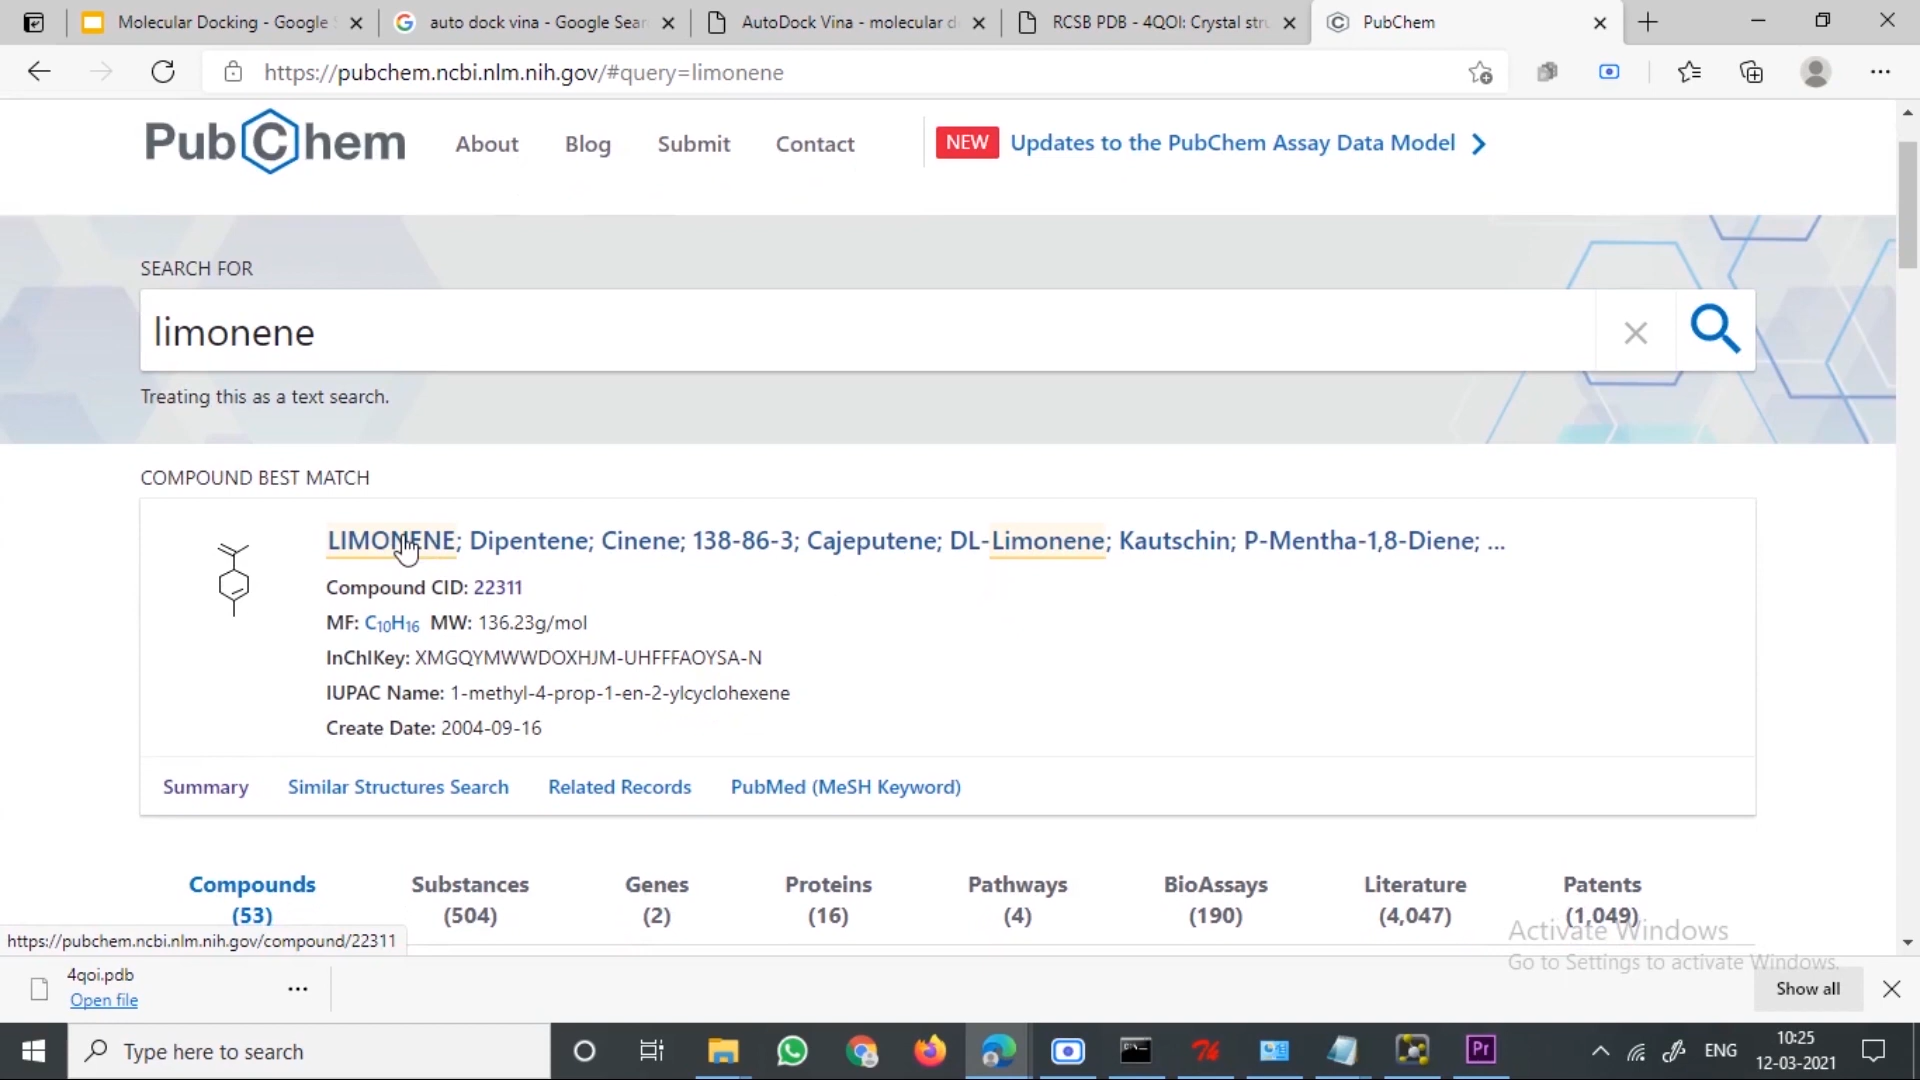 Molecular Docking - Google S
auto dock vina - Google Sear
AutoDock Vina - molecular d
RCSB PDB - 4QOI: Crystal stru
PubChem
https://pubchem.ncbi.nlm.nih.gov/#query=limonene
PubChem
About
Blog
Submit
Contact
NEW
Updates to the PubChem Assay Data Model
SEARCH FOR
limonene
Treating this as a text search.
COMPOUND BEST MATCH
LIMONENE; Dipentene; Cinene; 138-86-3; Cajeputene; DL-Limonene; Kautschin; P-Mentha-1,8-Diene; ...
Compound CID: 22311
MF: C10H16 MW: 136.23g/mol
InChIKey: XMGQYMWWDOXHJM-UHFFFAOYSA-N
IUPAC Name: 1-methyl-4-prop-1-en-2-ylcyclohexene
Create Date: 2004-09-16
Summary
Similar Structures Search
Related Records
PubMed (MeSH Keyword)
Compounds
(53)
Substances
(504)
Genes
(2)
Proteins
(16)
Pathways
(4)
BioAssays
(190)
Literature
(4,047)
Patents
(1,049)
Activate Windows
Go to Settings to activate Windows.
https://pubchem.ncbi.nlm.nih.gov/compound/22311
4qoi.pdb
Open file
...
Show all
Type here to search
Pr
ENG
10:25
12-03-2021